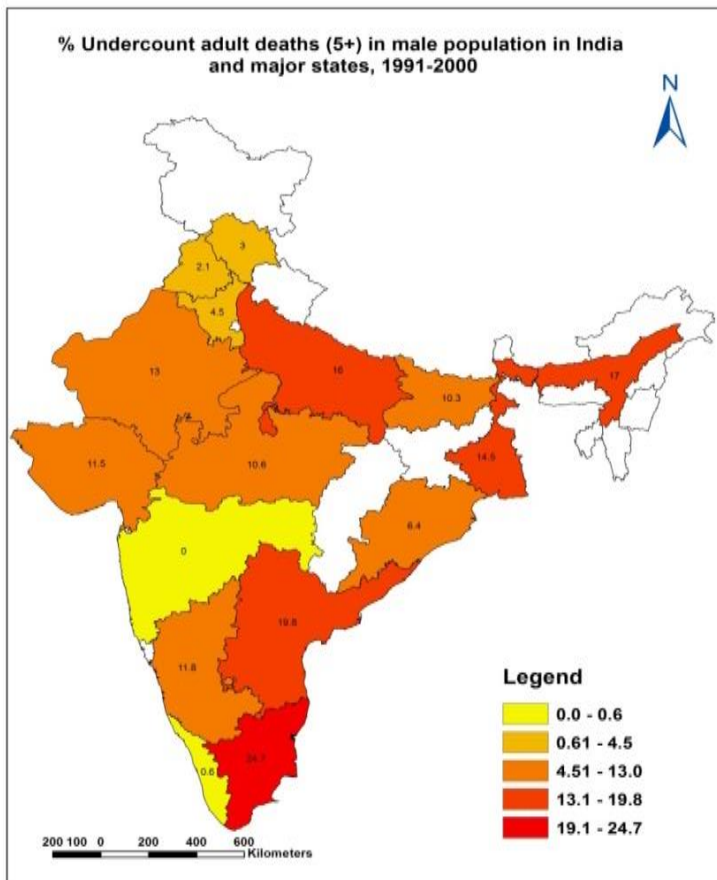 % Undercount adult deaths (5+) in male population in India
and major states, 1991-2000
N
3
2.1
4.5
13
16
10.3
17
11.5
10.6
14.5
6.4
0
19.8
11.8
0.6
24.7
Legend
0.0 - 0.6
0.61 - 4.5
4.51 - 13.0
13.1 - 19.8
19.1 - 24.7
200 100 0 200 400 600
Kilometers